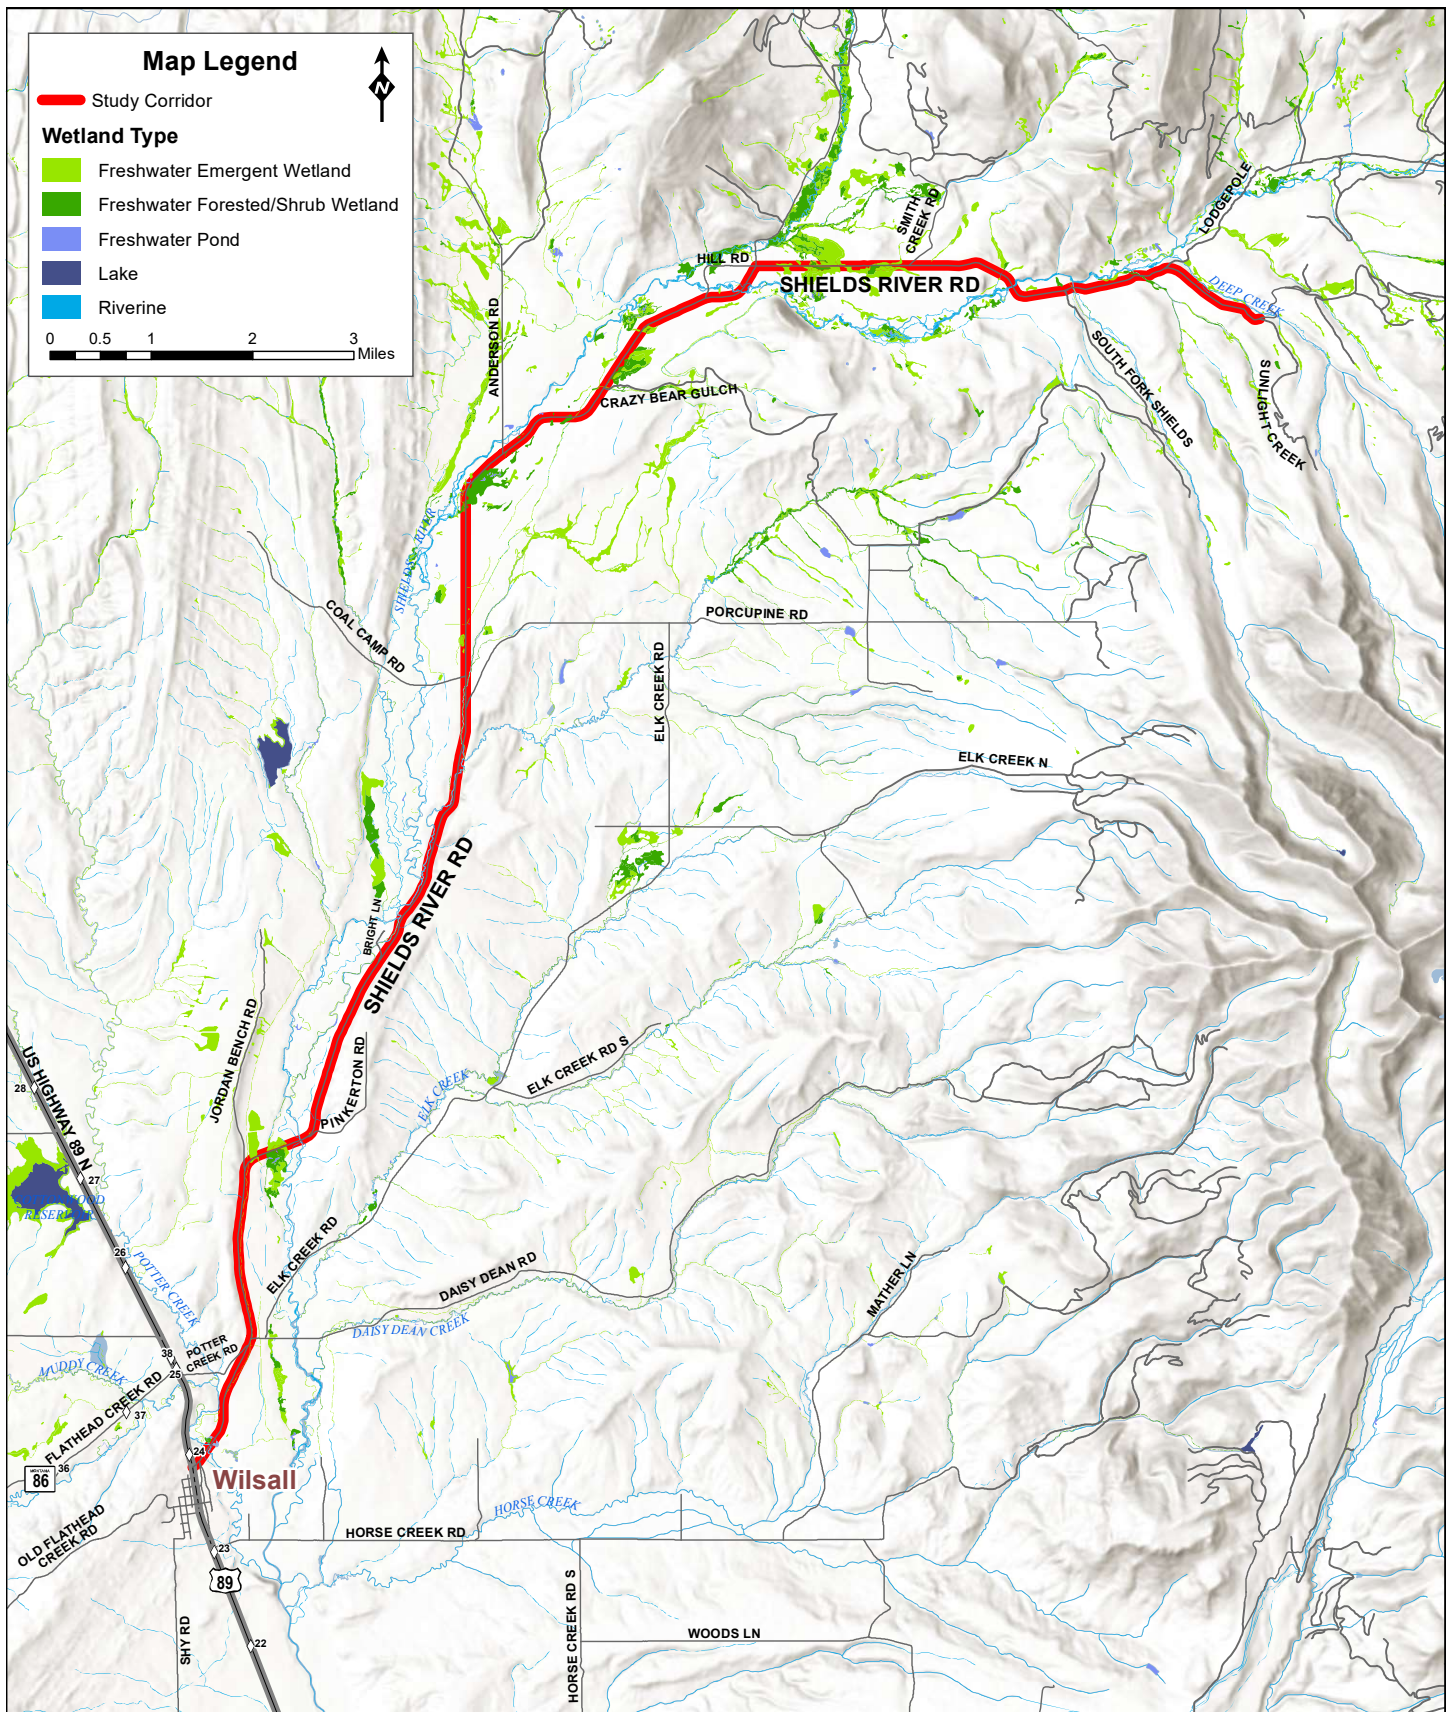 Map Legend
N
Study Corridor
Wetland Type
Freshwater Emergent Wetland
Freshwater Forested/Shrub Wetland
Freshwater Pond
Lake
Riverine
0 0.5 1 2 3
Miles
LODGEPOLE
SMITH
CREEK RD
HILL RD
SHIELDS RIVER RD
DEEP CREEK
ANDERSON RD
SOUTH FORK SHIELDS
SUNLIGHT CREEK
CRAZY BEAR GULCH
SHIELDS RIVER
COAL CAMP RD
PORCUPINE RD
ELK CREEK RD
ELK CREEK N
SHIELDS RIVER RD
BRIGHT LN
JORDAN BENCH RD
PINKERTON RD
ELK CREEK
ELK CREEK RD S
US HIGHWAY 89 N
28
27
RESERVOIR
26
POTTER CREEK
ELK CREEK RD
DAISY DEAN RD
DAISY DEAN CREEK
MATHER LN
38
POTTER
CREEK RD
25
MUDDY CREEK
FLATHEAD CREEK RD
37
24
36
MONTANA
86
Wilsall
OLD FLATHEAD
CREEK RD
HORSE CREEK
HORSE CREEK RD
23
89
SHY RD
22
HORSE CREEK RD S
WOODS LN